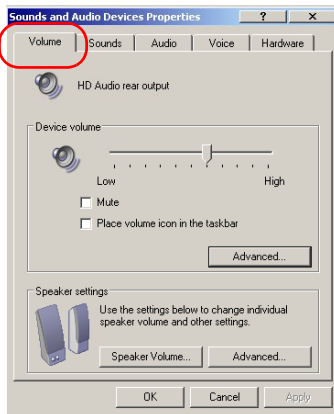 Sounds and Audio Devices Properties ? X
Volume Sounds Audio Voice Hardware
HD Audio rear output
Device volume
Low High
Mute
Place volume icon in the taskbar
Advanced...
Speaker settings
Use the settings below to change individual
speaker volume and other settings.
Speaker Volume... Advanced...
OK Cancel Apply